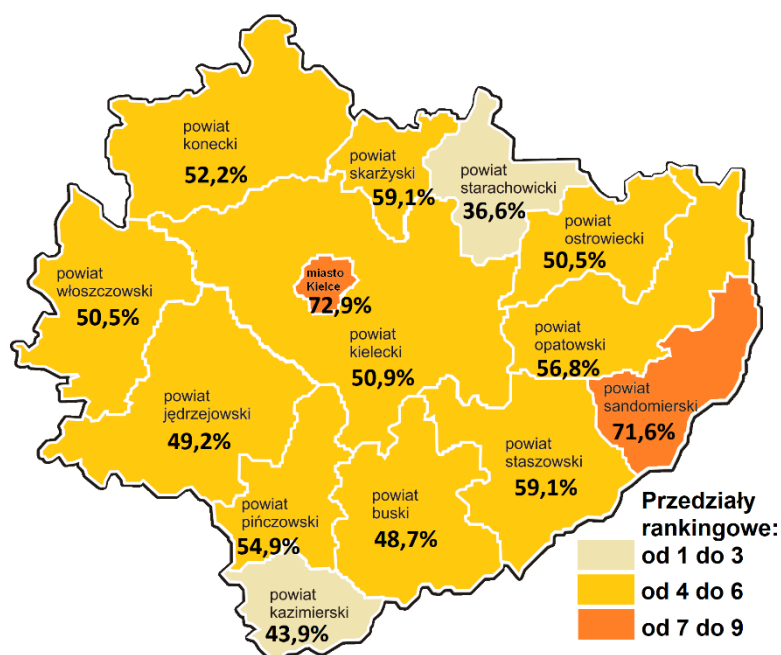 powiat
konecki
52,2%
powiat
skarżyski
59,1%
powiat
starachowicki
36,6%
powiat
ostrowiecki
50,5%
powiat
włoszczowski
50,5%
miasto
Kielce
72,9%
powiat
kielecki
50,9%
powiat
opatowski
56,8%
powiat
sandomierski
71,6%
powiat
jędrzejowski
49,2%
powiat
staszowski
59,1%
powiat
pińczowski
54,9%
powiat
buski
48,7%
powiat
kazimierski
43,9%
Przedziały
rankingowe:
od 1 do 3
od 4 do 6
od 7 do 9